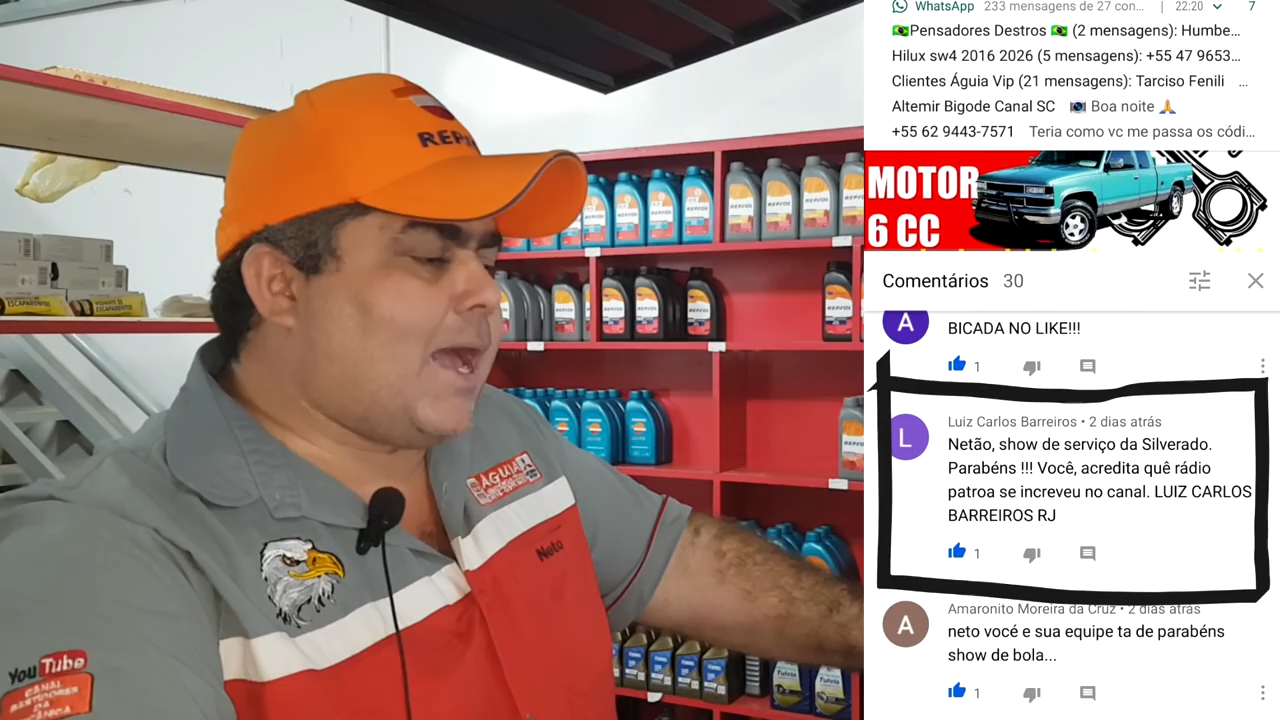 WhatsApp 233 mensagens de 27 con... | 22:20 7
🇧🇷Pensadores Destros 🇧🇷 (2 mensagens): Humbe...
Hilux sw4 2016 2026 (5 mensagens): +55 47 9653...
Clientes Águia Vip (21 mensagens): Tarciso Fenili ...
Altemir Bigode Canal SC 📷 Boa noite 🙏
+55 62 9443-7571 Teria como vc me passa os códi...
MOTOR
6 CC
Comentários 30
A
BICADA NO LIKE!!!
1
Luiz Carlos Barreiros • 2 dias atrás
L
Netão, show de serviço da Silverado.
Parabéns !!! Você, acredita quê rádio
patroa se increveu no canal. LUIZ CARLOS
BARREIROS RJ
1
Amaronito Moreira da Cruz • 2 dias atrás
A
neto vocé e sua equipe ta de parabéns
show de bola...
1
ÁGUIA
Neto
YouTube
CANAL
BASTIDORES
DA
REPSOL